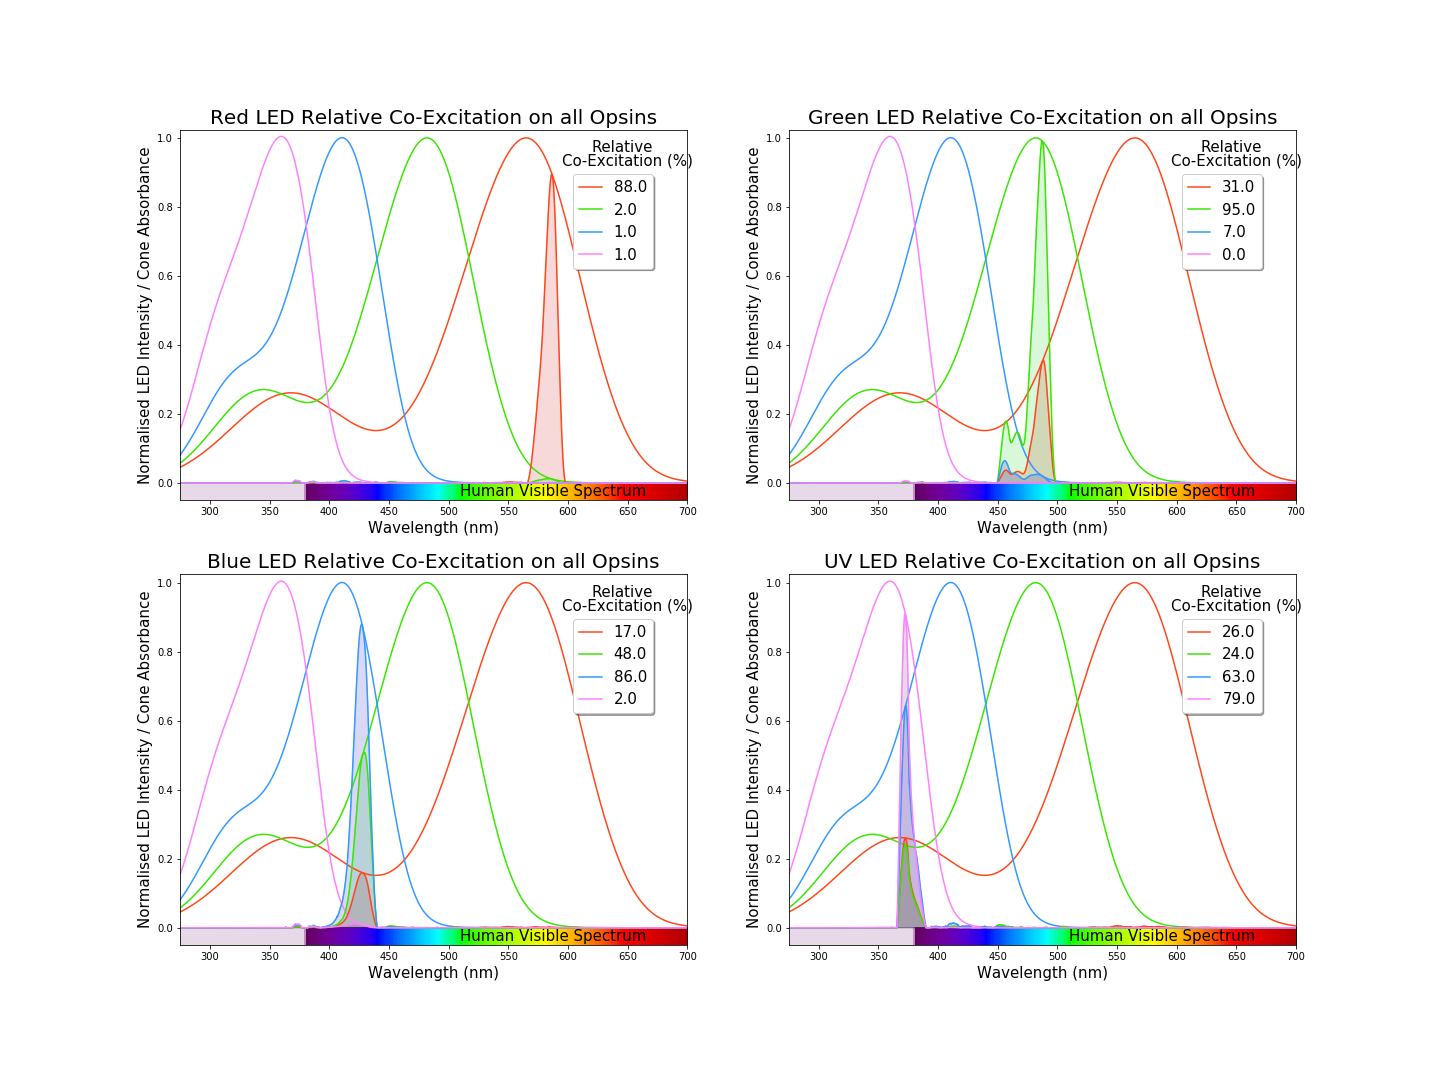 Red LED Relative Co-Excitation on all Opsins
Normalised LED Intensity / Cone Absorbance
1.0
0.8
0.6
0.4
0.2
0.0
Relative
Co-Excitation (%)
88.0
2.0
1.0
1.0
Human Visible Spectrum
300 350 400 450 500 550 600 650 700
Wavelength (nm)
Green LED Relative Co-Excitation on all Opsins
Normalised LED Intensity / Cone Absorbance
1.0
0.8
0.6
0.4
0.2
0.0
Relative
Co-Excitation (%)
31.0
95.0
7.0
0.0
Human Visible Spectrum
300 350 400 450 500 550 600 650 700
Wavelength (nm)
Blue LED Relative Co-Excitation on all Opsins
Normalised LED Intensity / Cone Absorbance
1.0
0.8
0.6
0.4
0.2
0.0
Relative
Co-Excitation (%)
17.0
48.0
86.0
2.0
Human Visible Spectrum
300 350 400 450 500 550 600 650 700
Wavelength (nm)
UV LED Relative Co-Excitation on all Opsins
Normalised LED Intensity / Cone Absorbance
1.0
0.8
0.6
0.4
0.2
0.0
Relative
Co-Excitation (%)
26.0
24.0
63.0
79.0
Human Visible Spectrum
300 350 400 450 500 550 600 650 700
Wavelength (nm)